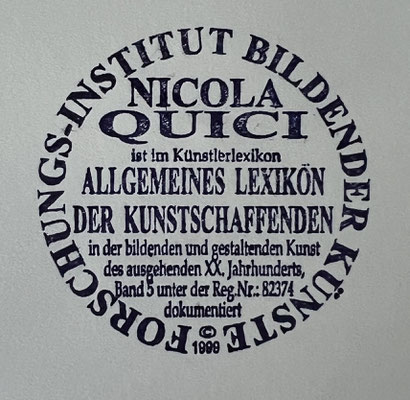 FORSCHUNGS-INSTITUT BILDENDER KÜNSTE
NICOLA
QUICI
ist im Künstlerlexikon
ALLGEMEINES LEXIKÖN
DER KUNSTSCHAFFENDEN
in der bildenden und gestaltenden Kunst
des ausgehenden XX. Jahrhunderts,
Band 5 unter der Reg.Nr.: 82374
dokumentiert
©
1999